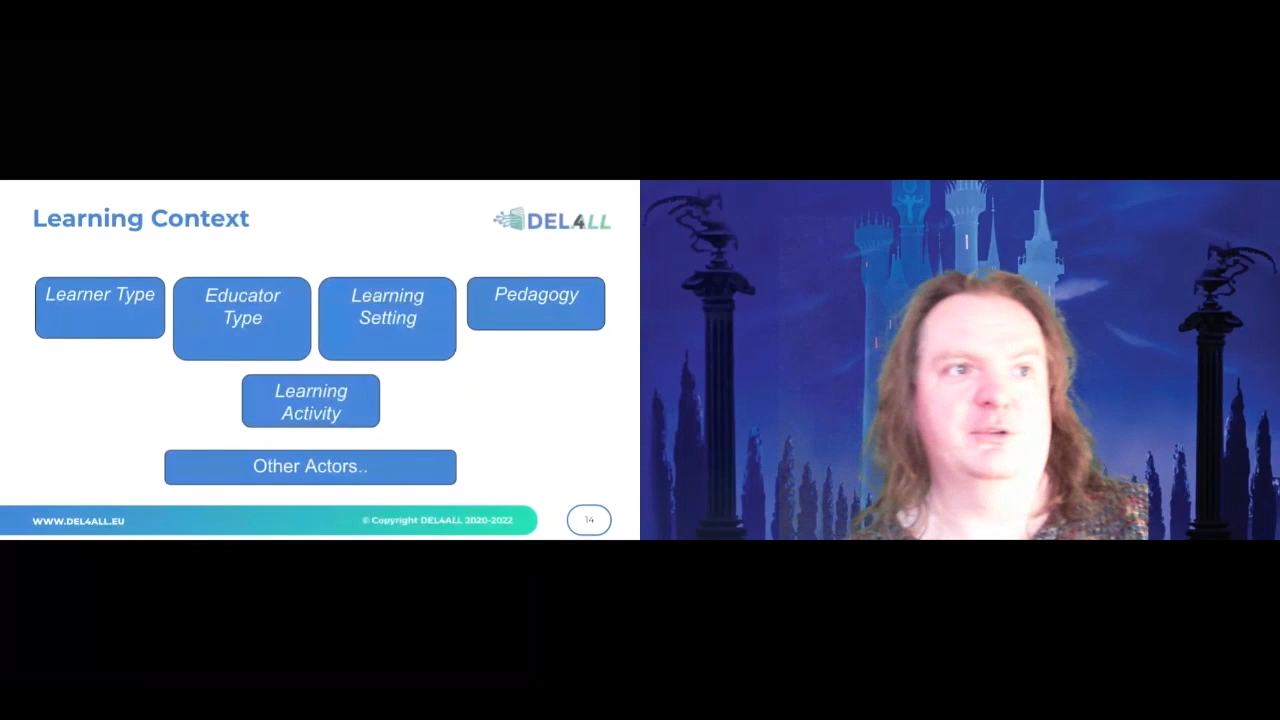 Learning Context
DEL4ALL
Learner Type
Educator
Type
Learning
Setting
Pedagogy
Learning
Activity
Other Actors..
WWW.DEL4ALL.EU
© Copyright DEL4ALL 2020-2022
14